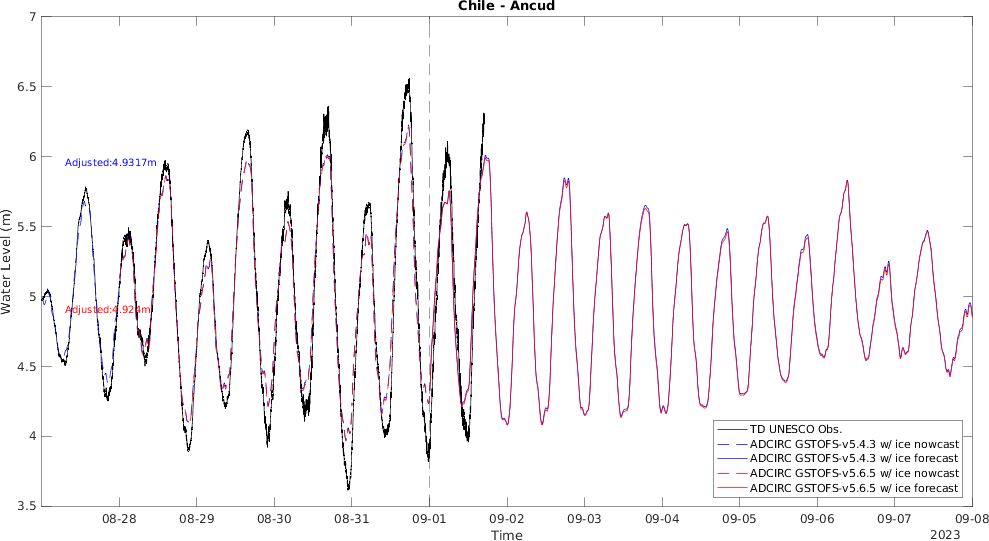 Chile - Ancud
7
6.5
6
5.5
5
4.5
4
3.5
Water Level (m)
Adjusted:4.9317m
Adjusted:4.924m
TD UNESCO Obs.
ADCIRC GSTOFS-v5.4.3 w/ ice nowcast
ADCIRC GSTOFS-v5.4.3 w/ ice forecast
ADCIRC GSTOFS-v5.6.5 w/ ice nowcast
ADCIRC GSTOFS-v5.6.5 w/ ice forecast
08-28 08-29 08-30 08-31 09-01 09-02 09-03 09-04 09-05 09-06 09-07 09-08
Time
2023